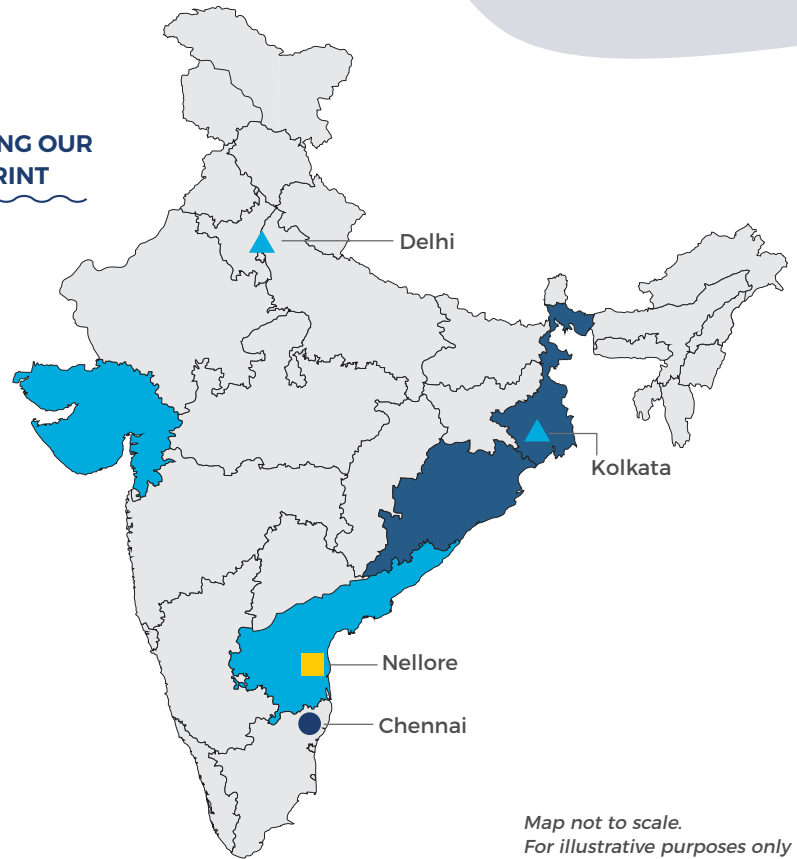 NG OUR
RINT
Delhi
Kolkata
Nellore
Chennai
Map not to scale.
For illustrative purposes only